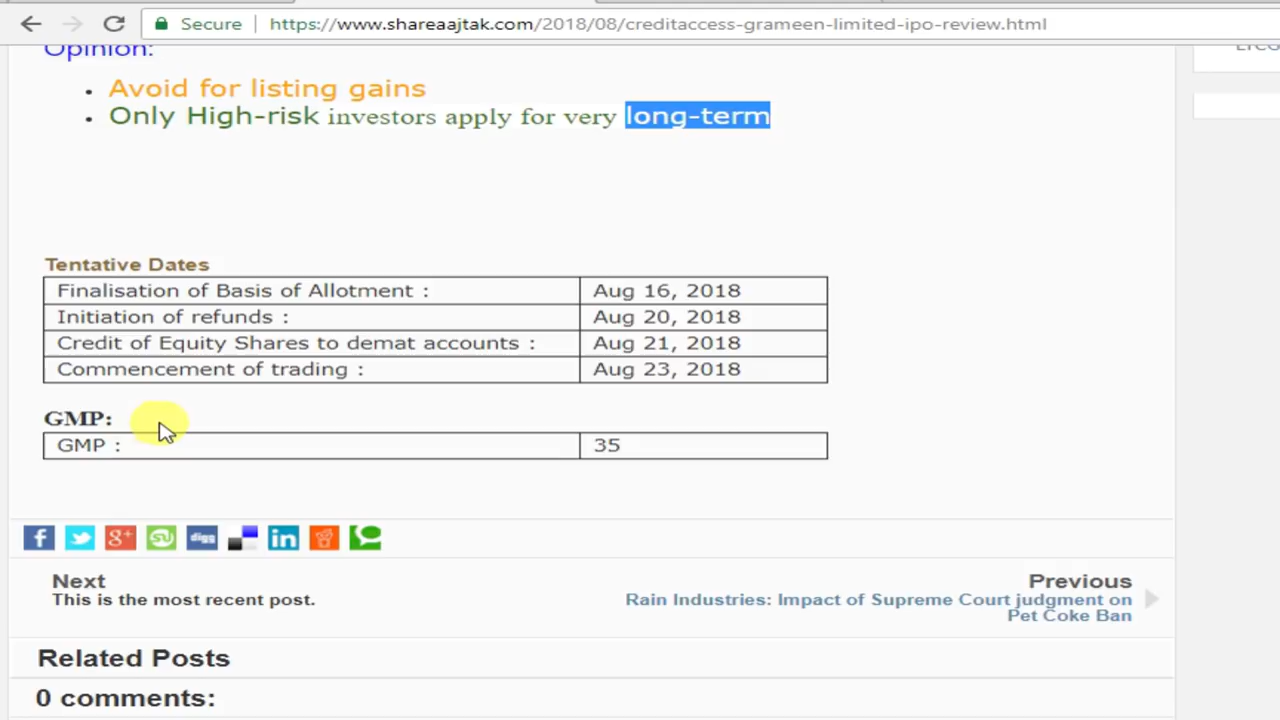 Secure https://www.shareaajtak.com/2018/08/creditaccess-grameen-limited-ipo-review.html
Opinion:
Avoid for listing gains
Only High-risk investors apply for very long-term
Tentative Dates
Finalisation of Basis of Allotment : Aug 16, 2018
Initiation of refunds : Aug 20, 2018
Credit of Equity Shares to demat accounts : Aug 21, 2018
Commencement of trading : Aug 23, 2018
GMP:
GMP : 35
f g+ digg in
Next
This is the most recent post.
Previous
Rain Industries: Impact of Supreme Court judgment on
Pet Coke Ban
Related Posts
0 comments: